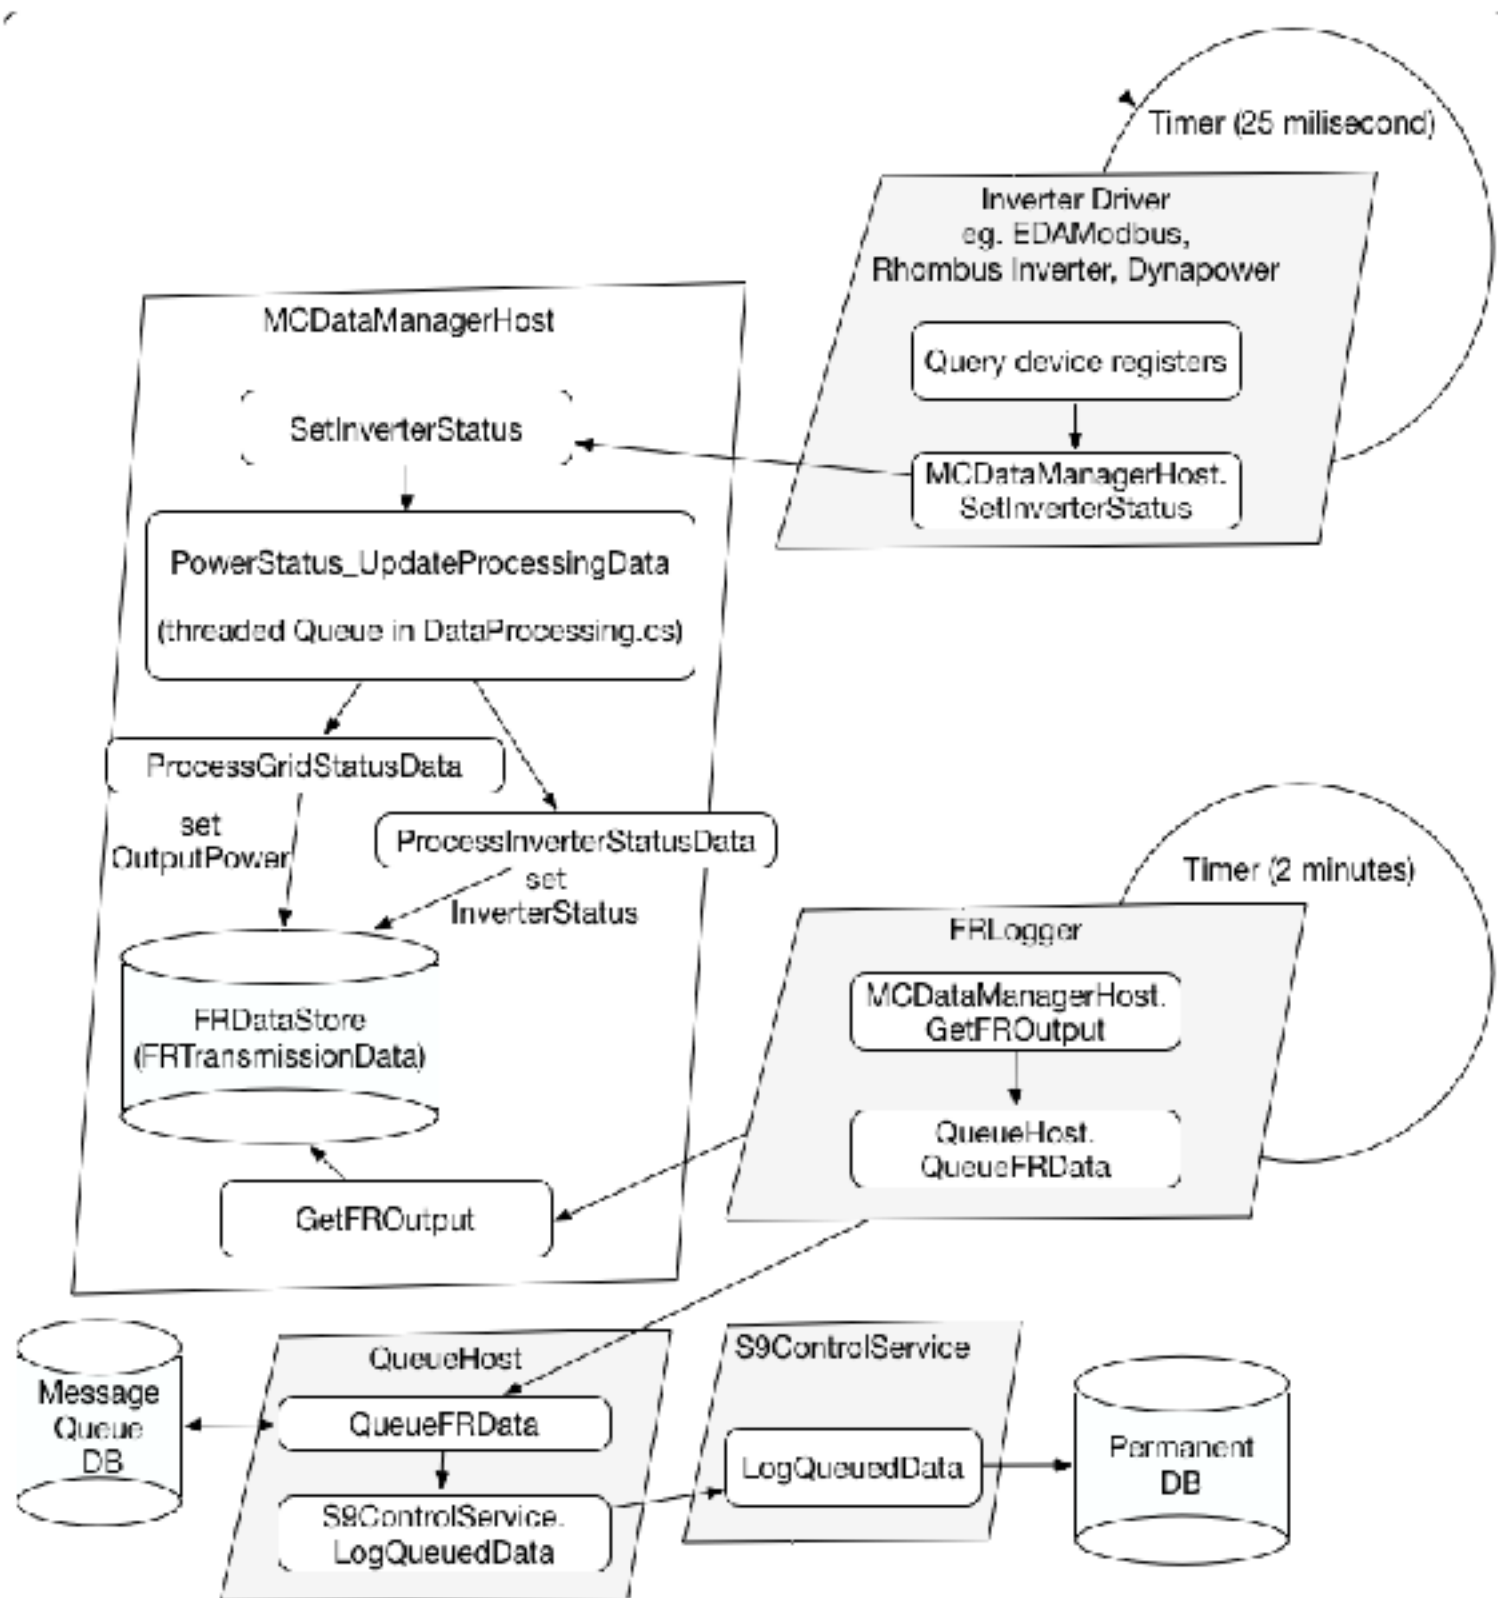 Timer (25 milisecond)
Inverter Driver
eg. EDAModbus,
Rhombus Inverter, Dynapower
Query device registers
MCDataManagerHost.
SetInverterStatus
MCDataManagerHost
SetInverterStatus
PowerStatus_UpdateProcessingData
(threaded Queue in DataProcessing.cs)
ProcessGridStatusData
set
OutputPower
ProcessInverterStatusData
set
InverterStatus
FRDataStore
(FRTransmissionData)
GetFROutput
Timer (2 minutes)
FRLogger
MCDataManagerHost.
GetFROutput
QueueHost.
QueueFRData
Message
Queue
DB
QueueHost
QueueFRData
S9ControlService.
LogQueuedData
S9ControlService
LogQueuedData
Permanent
DB